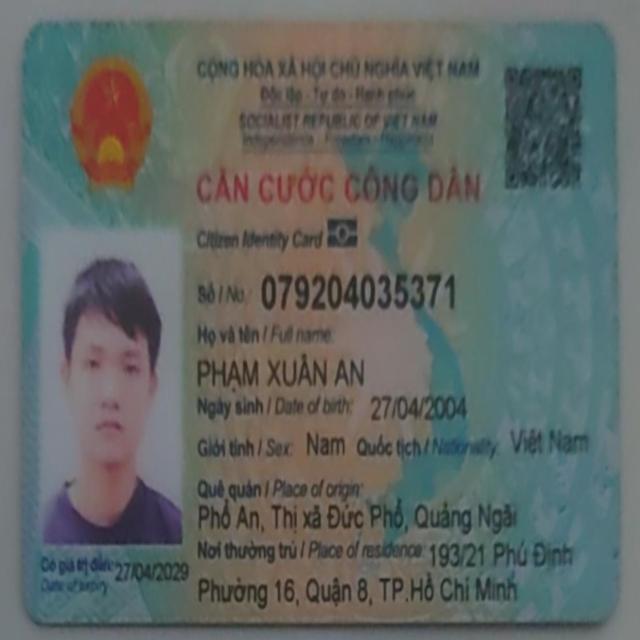 CỘNG HÒA XÃ HỘI CHỦ NGHĨA VIỆT NAM
Độc lập - Tự do - Hạnh phúc
SOCIALIST REPUBLIC OF VIET NAM
Independence - Freedom - Happiness
CĂN CƯỚC CÔNG DÂN
Citizen Identity Card
Số / No.: 079204035371
Họ và tên / Full name:
PHẠM XUÂN AN
Ngày sinh / Date of birth: 27/04/2004
Giới tính / Sex: Nam Quốc tịch / Nationality: Việt Nam
Quê quán / Place of origin:
Phổ An, Thị xã Đức Phổ, Quảng Ngãi
Nơi thường trú / Place of residence: 193/21 Phú Định
Phường 16, Quận 8, TP.Hồ Chí Minh
Có giá trị đến: 27/04/2029
Date of expiry